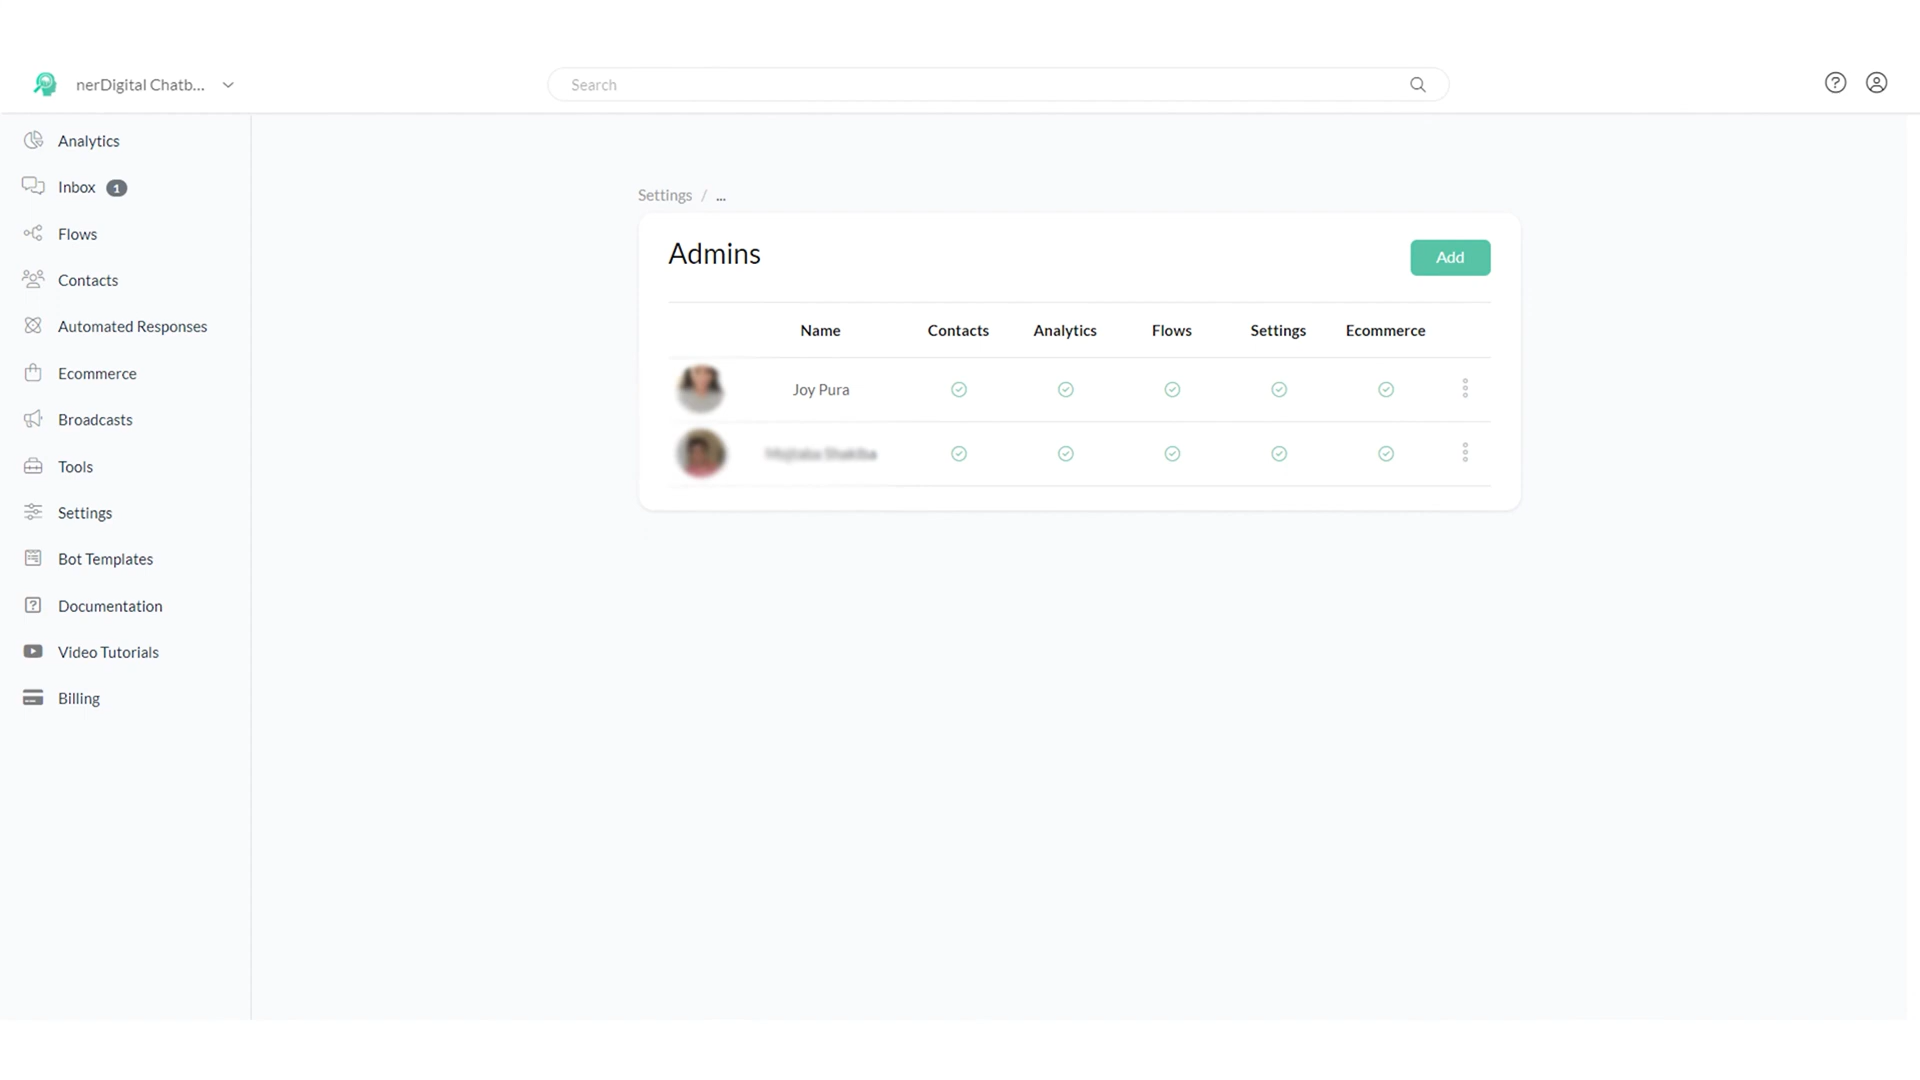 nerDigital Chatb...
Search
Analytics
Inbox 1
Flows
Contacts
Automated Responses
Ecommerce
Broadcasts
Tools
Settings
Bot Templates
Documentation
Video Tutorials
Billing
Settings / ...
Admins
Add
Name Contacts Analytics Flows Settings Ecommerce
Joy Pura